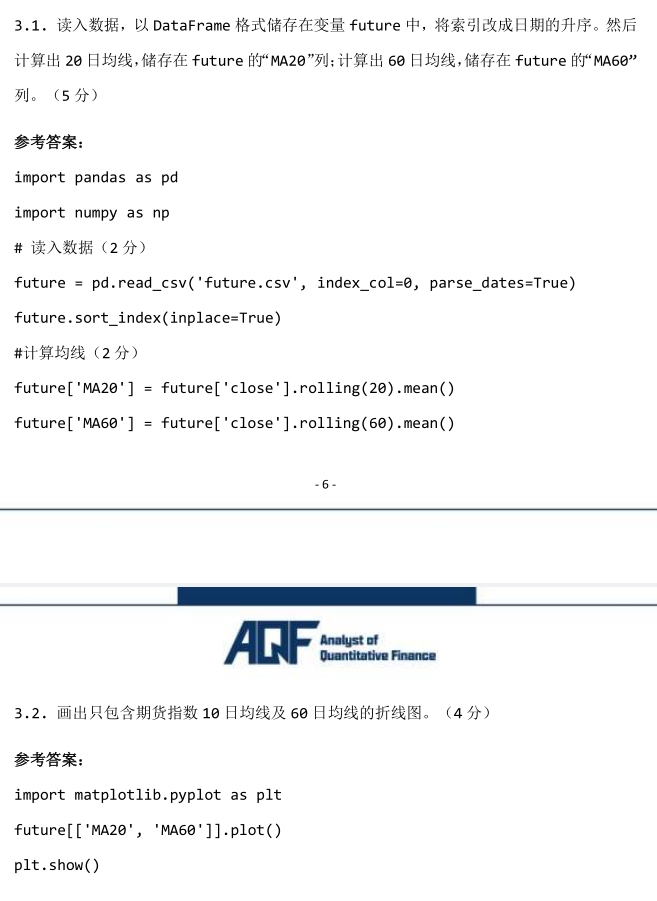 3.1. 读入数据，以 DataFrame 格式储存在变量 future 中，将索引改成日期的升序。然后
计算出 20 日均线，储存在 future 的“MA20”列；计算出 60 日均线，储存在 future 的“MA60”
列。（5 分）
参考答案：
import pandas as pd
import numpy as np
# 读入数据（2 分）
future = pd.read_csv('future.csv', index_col=0, parse_dates=True)
future.sort_index(inplace=True)
#计算均线（2 分）
future['MA20'] = future['close'].rolling(20).mean()
future['MA60'] = future['close'].rolling(60).mean()
- 6 -
AQF Analyst of
Quantitative Finance
3.2. 画出只包含期货指数 10 日均线及 60 日均线的折线图。（4 分）
参考答案：
import matplotlib.pyplot as plt
future[['MA20', 'MA60']].plot()
plt.show()